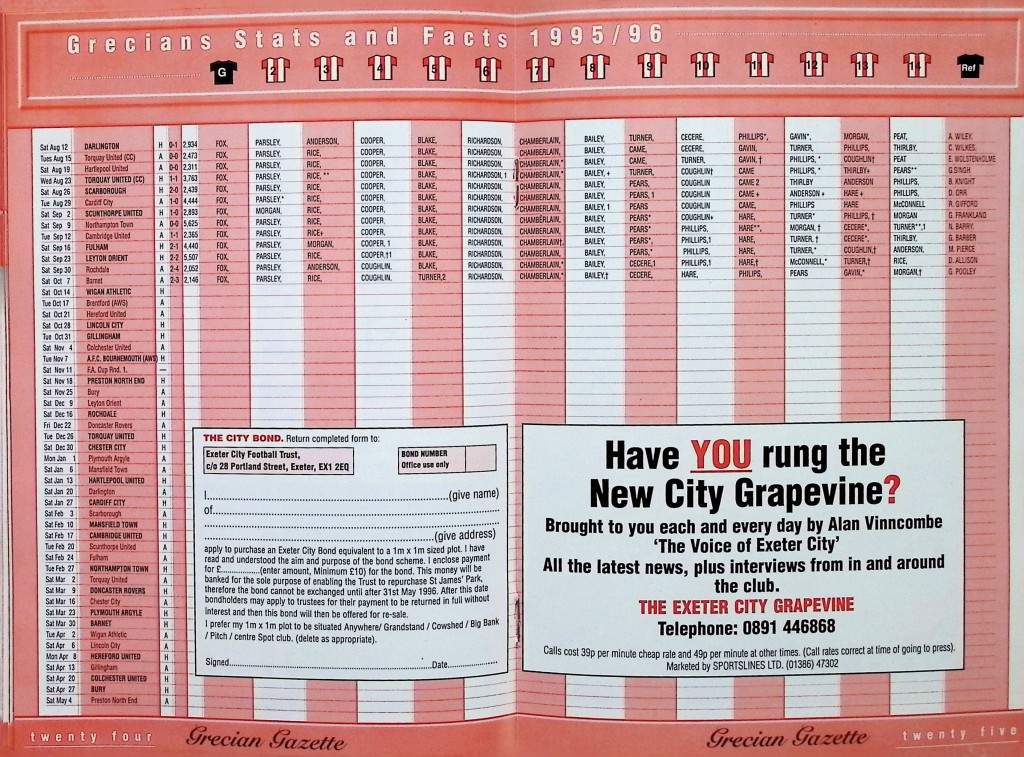 Grecians Stats and Facts 1995/96
G 2 3 4 5 6 7 8 9 10 11 12 13 14 Ref
Sat Aug 12 DARLINGTON H 0-1 2,934 FOX, PARSLEY, ANDERSON, COOPER, BLAKE, RICHARDSON, CHAMBERLAIN, BAILEY, TURNER, CECERE, PHILLIPS*, GAVIN*, MORGAN, PEAT, A. WILEY.
Tues Aug 15 Torquay United (CC) A 0-0 2,473 FOX, PARSLEY, RICE, COOPER, BLAKE, RICHARDSON, CHAMBERLAIN, BAILEY, CAME, CECERE, GAVIN, TURNER, PHILLIPS, THIRLBY, C. WILKES.
Sat Aug 19 Hartlepool United A 0-0 2,311 FOX, PARSLEY, RICE, COOPER, BLAKE, RICHARDSON, CHAMBERLAIN,* BAILEY, CAME, TURNER, GAVIN, † PHILLIPS, * COUGHLIN† PEAT E. WOLSTENHOLME
Wed Aug 23 TORQUAY UNITED (CC) H 1-1 3,763 FOX, PARSLEY, RICE, ** COOPER, BLAKE, RICHARDSON, 1 CHAMBERLAIN,* BAILEY, + TURNER, COUGHLIN† CAME PHILLIPS, * THIRLBY+ PEARS** G.SINGH
Sat Aug 26 SCARBOROUGH H 2-0 2,439 FOX, PARSLEY, RICE, COOPER, BLAKE, RICHARDSON, CHAMBERLAIN, BAILEY, PEARS, COUGHLIN CAME 2 THIRLBY ANDERSON PHILLIPS, B. KNIGHT
Tue Aug 29 Cardiff City A 1-0 4,444 FOX, PARSLEY,* RICE, COOPER, BLAKE, RICHARDSON, CHAMBERLAIN,* BAILEY, PEARS, 1 COUGHLIN CAME + ANDERSON + HARE + PHILLIPS, D. ORR
Sat Sep 2 SCUNTHORPE UNITED H 1-0 2,893 FOX, MORGAN, RICE, COOPER, BLAKE, RICHARDSON, CHAMBERLAIN, BAILEY, 1 PEARS COUGHLIN CAME, PHILLIPS HARE McCONNELL R. GIFFORD
Sat Sep 9 Northampton Town A 0-0 5,625 FOX, PARSLEY, RICE, COOPER, BLAKE, RICHARDSON, CHAMBERLAIN, BAILEY, PEARS* COUGHLIN+ HARE, TURNER* PHILLIPS, † MORGAN G. FRANKLAND
Tue Sep 12 Cambridge United A 1-1 2,365 FOX, PARSLEY, RICE+ COOPER, BLAKE, RICHARDSON, CHAMBERLAIN, BAILEY, PEARS* PHILLIPS, HARE**, MORGAN, † CECERE*, TURNER**,1 N. BARRY.
Sat Sep 16 FULHAM H 2-1 4,440 FOX, PARSLEY, MORGAN, COOPER, 1 BLAKE, RICHARDSON, CHAMBERLAIN†, BAILEY, PEARS*, PHILLIPS,1 HARE, TURNER, † CECERE*, THIRLBY, G. BARBER
Sat Sep 23 LEYTON ORIENT H 2-2 5,507 FOX, PARSLEY, RICE, COOPER,†1 BLAKE, RICHARDSON, CHAMBERLAIN, BAILEY, PEARS,* PHILLIPS, HARE, TURNER,* COUGHLIN,† ANDERSON, M. PIERCE
Sat Sep 30 Rochdale A 2-4 2,052 FOX, PARSLEY, ANDERSON, COUGHLIN, BLAKE, RICHARDSON, CHAMBERLAIN,* BAILEY, CECERE,1 PHILLIPS,1 HARE,† McCONNELL,* TURNER,† RICE, D. ALLISON
Sat Oct 7 Barnet A 2-3 2,146 FOX, PARSLEY, RICE, COUGHLIN, TURNER,2 RICHARDSON, CHAMBERLAIN,* BAILEY,† CECERE, HARE, PHILIPS, PEARS GAVIN,* MORGAN,† G. POOLEY
Sat Oct 14 WIGAN ATHLETIC H
Tue Oct 17 Brentford (AWS) A
Sat Oct 21 Hereford United A
Sat Oct 28 LINCOLN CITY H
Tue Oct 31 GILLINGHAM H
Sat Nov 4 Colchester United A
Tue Nov 7 A.F.C. BOURNEMOUTH (AWS) H
Sat Nov 11 F.A. Cup Rnd. 1. —
Sat Nov 18 PRESTON NORTH END H
Sat Nov 25 Bury A
Sat Dec 9 Leyton Orient A
Sat Dec 16 ROCHDALE H
Fri Dec 22 Doncaster Rovers A
Tue Dec 26 TORQUAY UNITED H
Sat Dec 30 CHESTER CITY H
Mon Jan 1 Plymouth Argyle A
Sat Jan 6 Mansfield Town A
Sat Jan 13 HARTLEPOOL UNITED H
Sat Jan 20 Darlington A
Sat Jan 27 CARDIFF CITY H
Sat Feb 3 Scarborough A
Sat Feb 10 MANSFIELD TOWN H
Sat Feb 17 CAMBRIDGE UNITED H
Tue Feb 20 Scunthorpe United A
Sat Feb 24 Fulham A
Tue Feb 27 NORTHAMPTON TOWN H
Sat Mar 2 Torquay United A
Sat Mar 9 DONCASTER ROVERS H
Sat Mar 16 Chester City A
Sat Mar 23 PLYMOUTH ARGYLE H
Sat Mar 30 BARNET H
Tue Apr 2 Wigan Athletic A
Sat Apr 6 Lincoln City A
Mon Apr 8 HEREFORD UNITED H
Sat Apr 13 Gillingham A
Sat Apr 20 COLCHESTER UNITED H
Sat Apr 27 BURY H
Sat May 4 Preston North End A
THE CITY BOND. Return completed form to:
Exeter City Football Trust,
c/o 28 Portland Street, Exeter, EX1 2EQ
BOND NUMBER
Office use only
I..........(give name)
of..........
..........
..........(give address)
apply to purchase an Exeter City Bond equivalent to a 1m x 1m sized plot. I have
read and understood the aim and purpose of the bond scheme. I enclose payment
for £..........(enter amount, Minimum £10) for the bond. This money will be
banked for the sole purpose of enabling the Trust to repurchase St James' Park,
therefore the bond cannot be exchanged until after 31st May 1996. After this date
bondholders may apply to trustees for their payment to be returned in full without
interest and then this bond will then be offered for re-sale.
I prefer my 1m x 1m plot to be situated Anywhere/ Grandstand / Cowshed / Big Bank
/ Pitch / centre Spot club. (delete as appropriate).
Signed..........Date..........
Have YOU rung the
New City Grapevine?
Brought to you each and every day by Alan Vinncombe
'The Voice of Exeter City'
All the latest news, plus interviews from in and around
the club.
THE EXETER CITY GRAPEVINE
Telephone: 0891 446868
Calls cost 39p per minute cheap rate and 49p per minute at other times. (Call rates correct at time of going to press).
Marketed by SPORTSLINES LTD. (01386) 47302
twenty four Grecian Gazette
Grecian Gazette twenty five